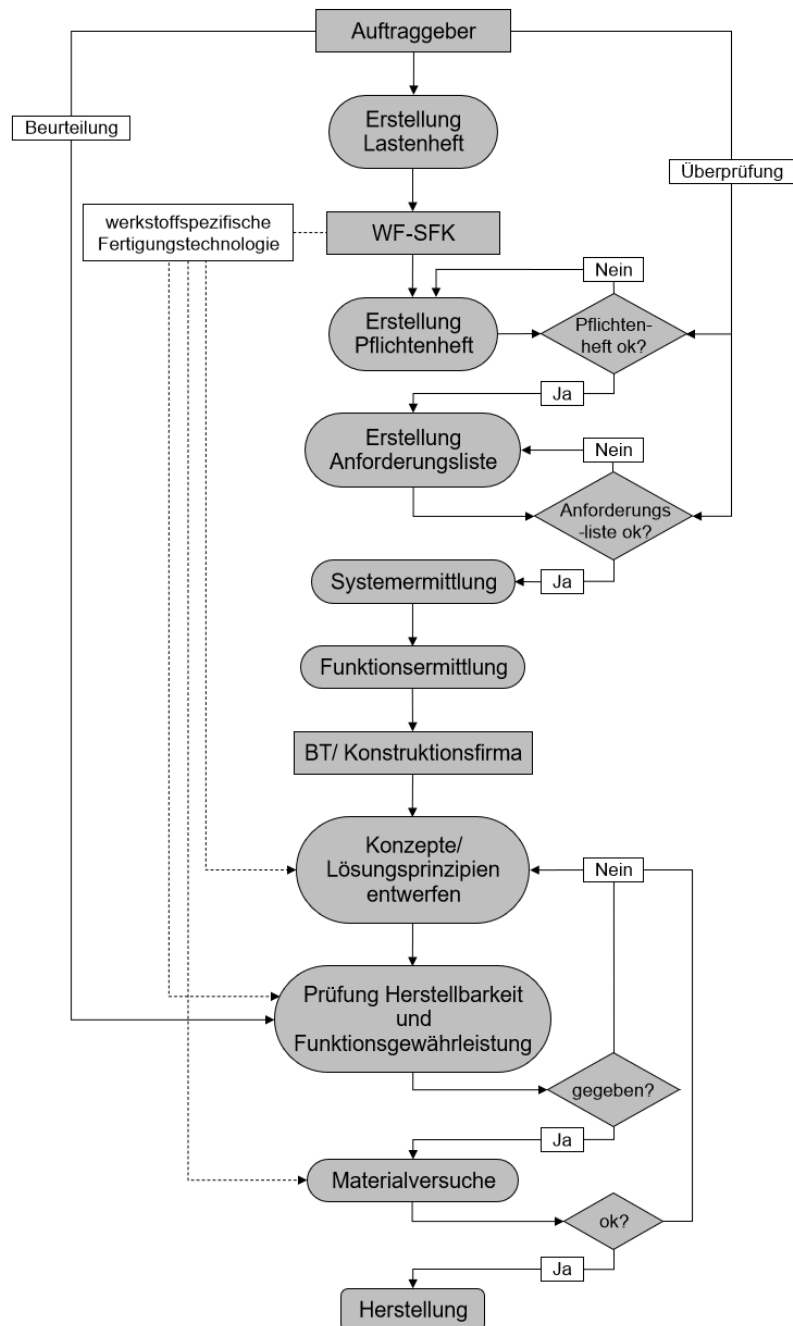 Auftraggeber
Beurteilung
Erstellung
Lastenheft
Überprüfung
werkstoffspezifische
Fertigungstechnologie
WF-SFK
Nein
Erstellung
Pflichtenheft
Pflichten-
heft ok?
Ja
Erstellung
Anforderungsliste
Nein
Anforderungs
-liste ok?
Systemermittlung
Ja
Funktionsermittlung
BT/ Konstruktionsfirma
Konzepte/
Lösungsprinzipien
entwerfen
Nein
Prüfung Herstellbarkeit
und
Funktionsgewährleistung
gegeben?
Ja
Materialversuche
ok?
Ja
Herstellung